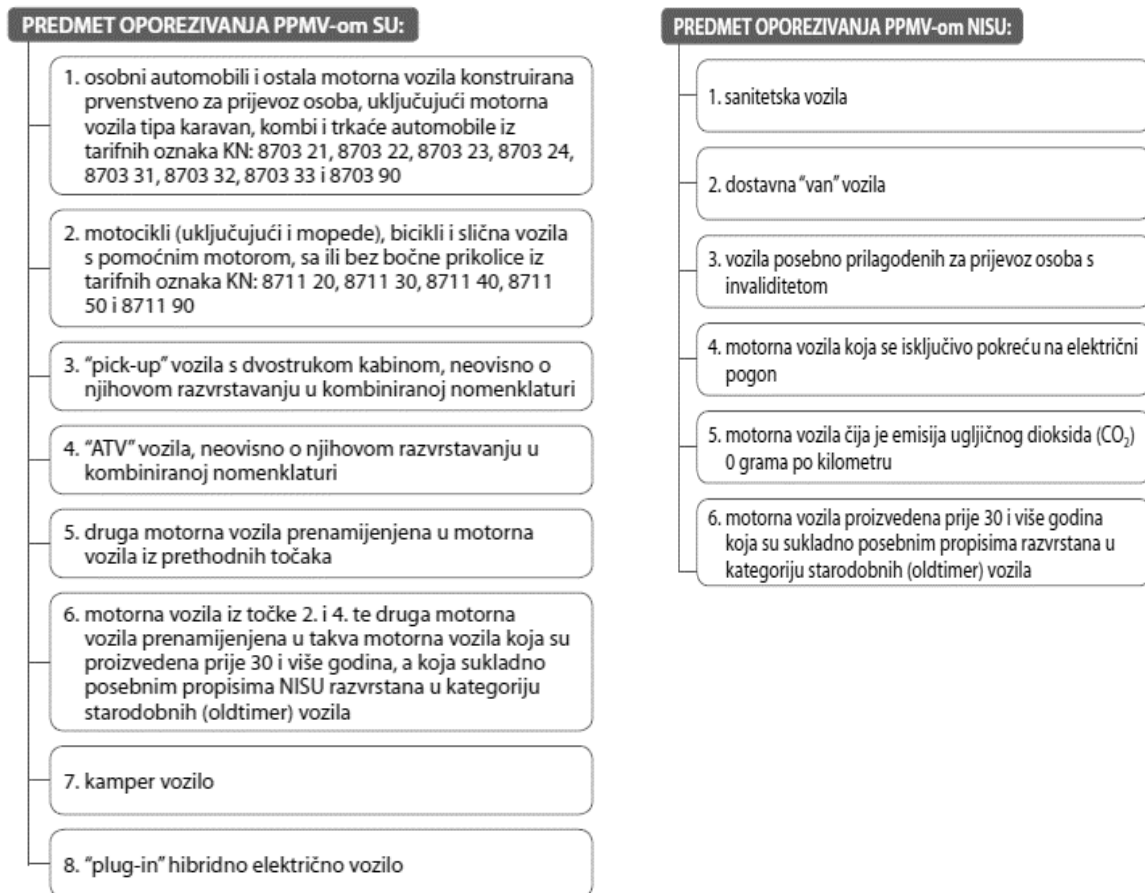 PREDMET OPOREZIVANJA PPMV-om SU:
1. osobni automobili i ostala motorna vozila konstruirana
prvenstveno za prijevoz osoba, uključujući motorna
vozila tipa karavan, kombi i trkaće automobile iz
tarifnih oznaka KN: 8703 21, 8703 22, 8703 23, 8703 24,
8703 31, 8703 32, 8703 33 i 8703 90
2. motocikli (uključujući i mopede), bicikli i slična vozila
s pomoćnim motorom, sa ili bez bočne prikolice iz
tarifnih oznaka KN: 8711 20, 8711 30, 8711 40, 8711
50 i 8711 90
3. “pick-up” vozila s dvostrukom kabinom, neovisno o
njihovom razvrstavanju u kombiniranoj nomenklaturi
4. “ATV” vozila, neovisno o njihovom razvrstavanju u
kombiniranoj nomenklaturi
5. druga motorna vozila prenamijenjena u motorna
vozila iz prethodnih točaka
6. motorna vozila iz točke 2. i 4. te druga motorna
vozila prenamijenjena u takva motorna vozila koja su
proizvedena prije 30 i više godina, a koja sukladno
posebnim propisima NISU razvrstana u kategoriju
starodobnih (oldtimer) vozila
7. kamper vozilo
8. “plug-in” hibridno električno vozilo
PREDMET OPOREZIVANJA PPMV-om NISU:
1. sanitetska vozila
2. dostavna “van” vozila
3. vozila posebno prilagodenih za prijevoz osoba s
invaliditetom
4. motorna vozila koja se isključivo pokreću na električni
pogon
5. motorna vozila čija je emisija ugljičnog dioksida (CO₂)
0 grama po kilometru
6. motorna vozila proizvedena prije 30 i više godina
koja su sukladno posebnim propisima razvrstana u
kategoriju starodobnih (oldtimer) vozila